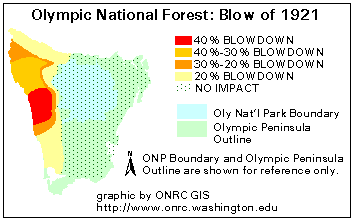 Olympic National Forest: Blow of 1921
40% BLOWDOWN
40%-30% BLOWDOWN
30%-20% BLOWDOWN
20% BLOWDOWN
NO IMPACT
Oly Nat'l Park Boundary
Olympic Peninsula
Outline
N
ONP Boundary and Olympic Peninsula
Outline are shown for reference only.
graphic by ONRC GIS
http://www.onrc.washington.edu